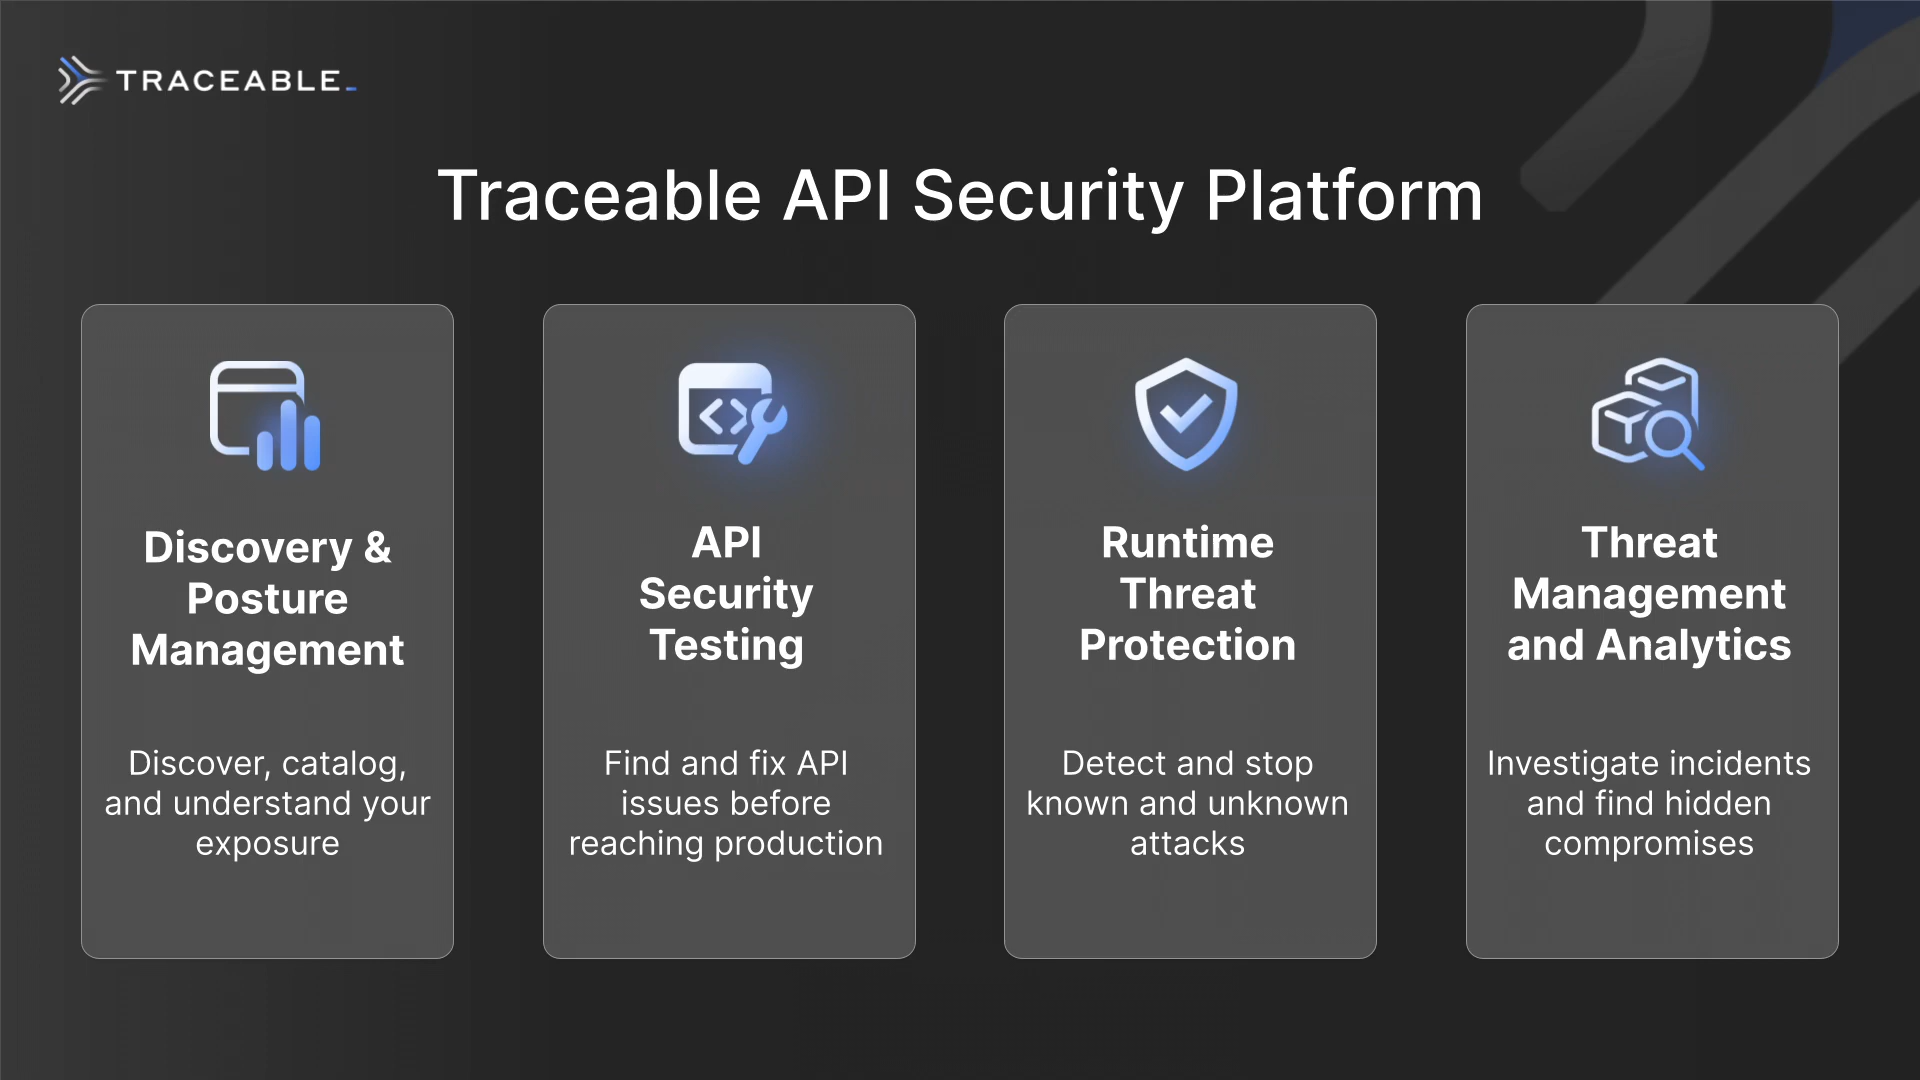 TRACEABLE_
Traceable API Security Platform
Discovery &
Posture
Management
Discover, catalog,
and understand your
exposure
API
Security
Testing
Find and fix API
issues before
reaching production
Runtime
Threat
Protection
Detect and stop
known and unknown
attacks
Threat
Management
and Analytics
Investigate incidents
and find hidden
compromises